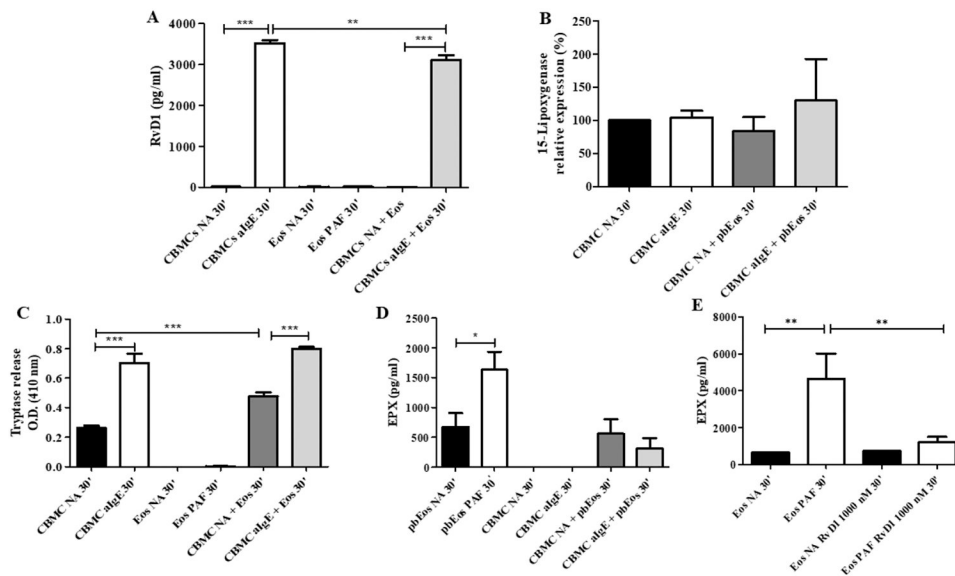 A
RvD1 (pg/ml)
4000
3000
2000
1000
0
***
**
***
CBMCs NA 30'
CBMCs aIgE 30'
Eos NA 30'
Eos PAF 30'
CBMCs NA + Eos
CBMCs aIgE + Eos 30'
B
15-Lipoxygenase
relative expression (%)
250
200
150
100
50
0
CBMC NA 30'
CBMC aIgE 30'
CBMC NA + pbEos 30'
CBMC aIgE + pbEos 30'
C
Tryptase release
O.D. (410 nm)
1.0
0.8
0.6
0.4
0.2
0.0
***
***
***
CBMC NA 30'
CBMC aIgE 30'
Eos NA 30'
Eos PAF 30'
CBMC NA + Eos 30'
CBMC aIgE + Eos 30'
D
EPX (pg/ml)
2500
2000
1500
1000
500
0
*
pbEos NA 30'
pbEos PAF 30'
CBMC NA 30'
CBMC aIgE 30'
CBMC NA + pbEos 30'
CBMC aIgE + pbEos 30'
E
EPX (pg/ml)
8000
6000
4000
2000
0
**
**
Eos NA 30'
Eos PAF 30'
Eos NA RvD1 1000 nM 30'
Eos PAF RvD1 1000 nM 30'